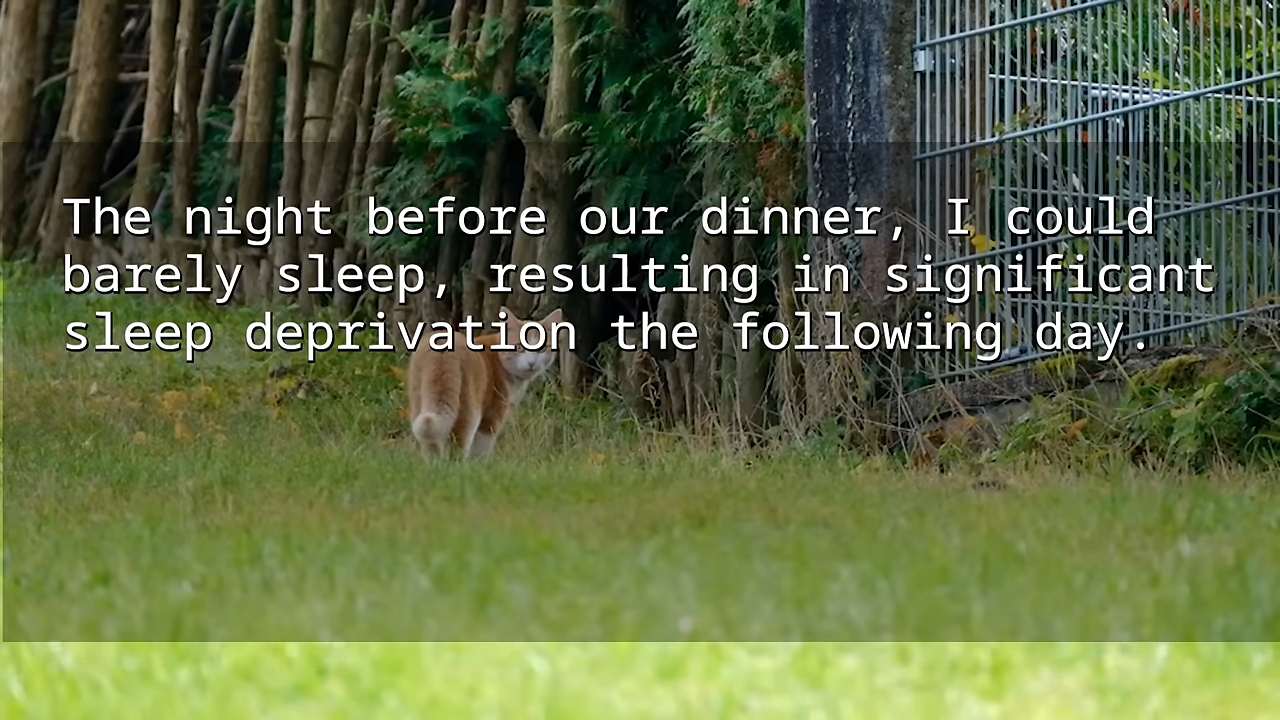 The night before our dinner, I could
barely sleep, resulting in significant
sleep deprivation the following day.